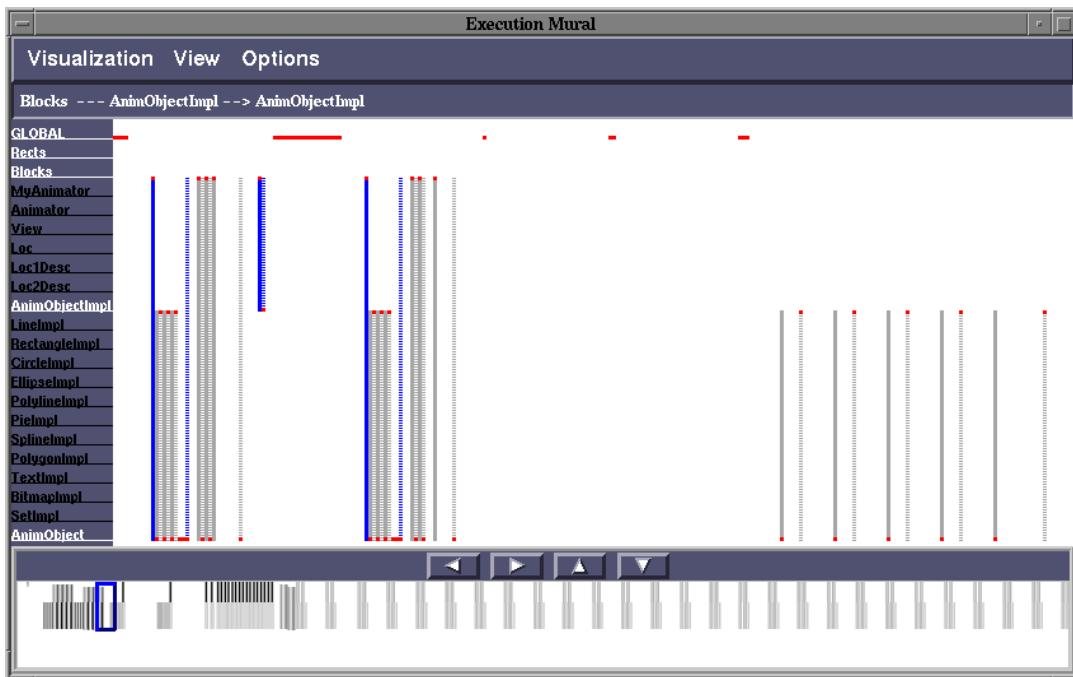 Execution Mural
Visualization View Options
Blocks --- AnimObjectImpl --> AnimObjectImpl
GLOBAL
Rects
Blocks
MyAnimator
Animator
View
Loc
Loc1Desc
Loc2Desc
AnimObjectImpl
LineImpl
RectangleImpl
CircleImpl
EllipseImpl
PolylineImpl
PieImpl
SplineImpl
PolygonImpl
TextImpl
BitmapImpl
SetImpl
AnimObject